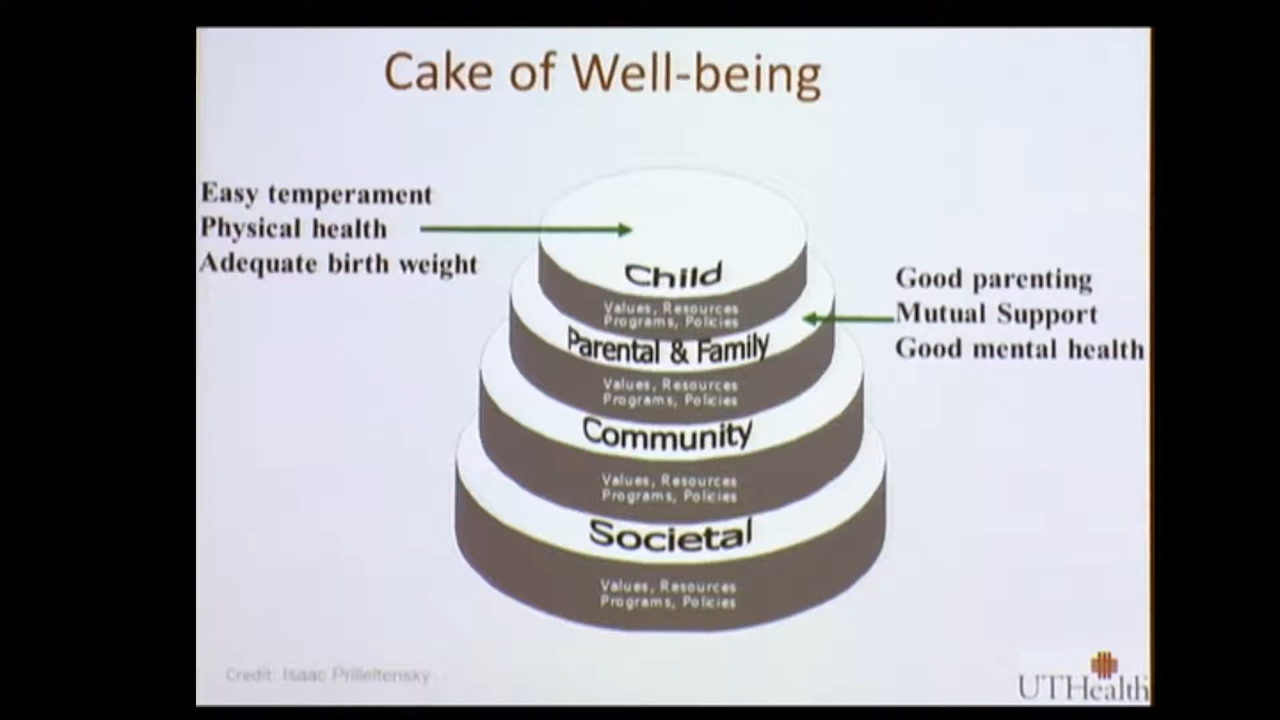 Cake of Well-being
Easy temperament
Physical health
Adequate birth weight
Good parenting
Mutual Support
Good mental health
Child
Values, Resources
Programs, Policies
Parental & Family
Values, Resources
Programs, Policies
Community
Values, Resources
Programs, Policies
Societal
Values, Resources
Programs, Policies
Credit: Isaac Prilleltensky
UTHealth